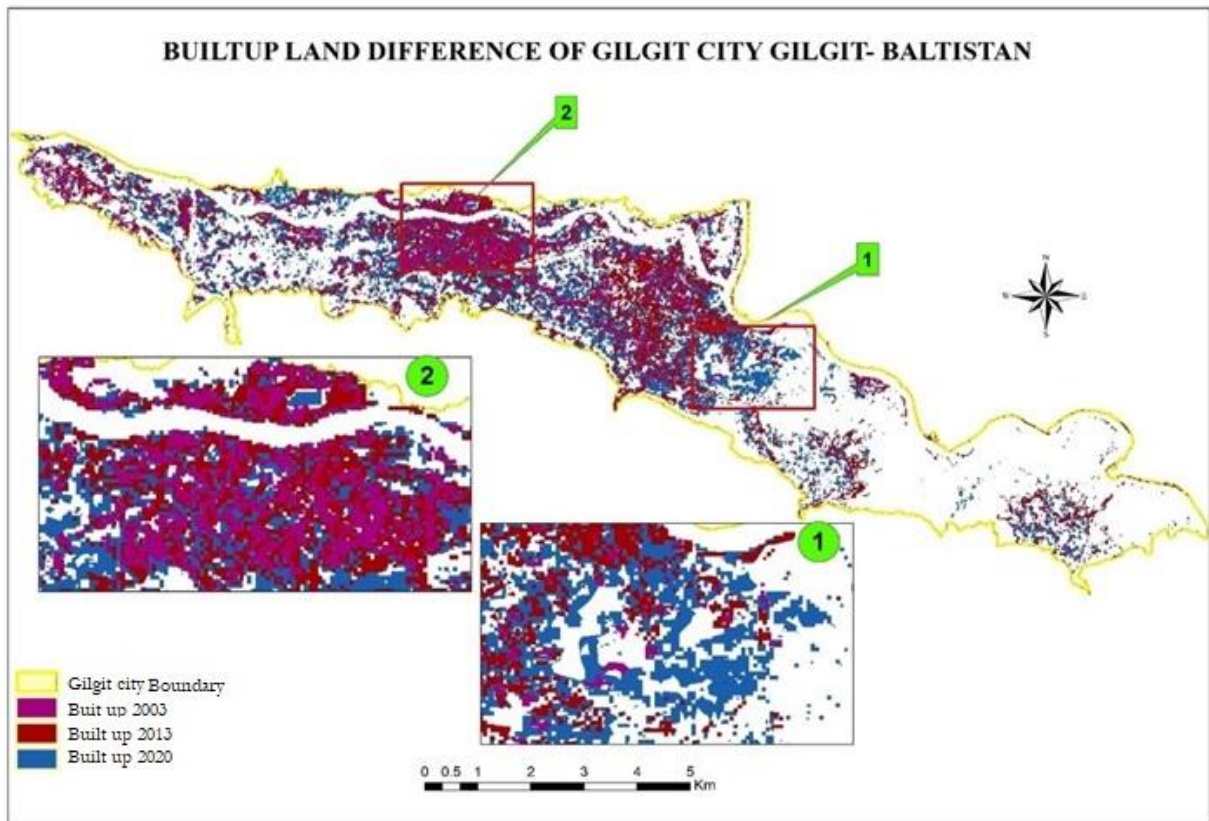 BUILTUP LAND DIFFERENCE OF GILGIT CITY GILGIT- BALTISTAN
2
1
N
S
2
1
Gilgit city Boundary
Buit up 2003
Built up 2013
Built up 2020
0 0.5 1 2 3 4 5
Km